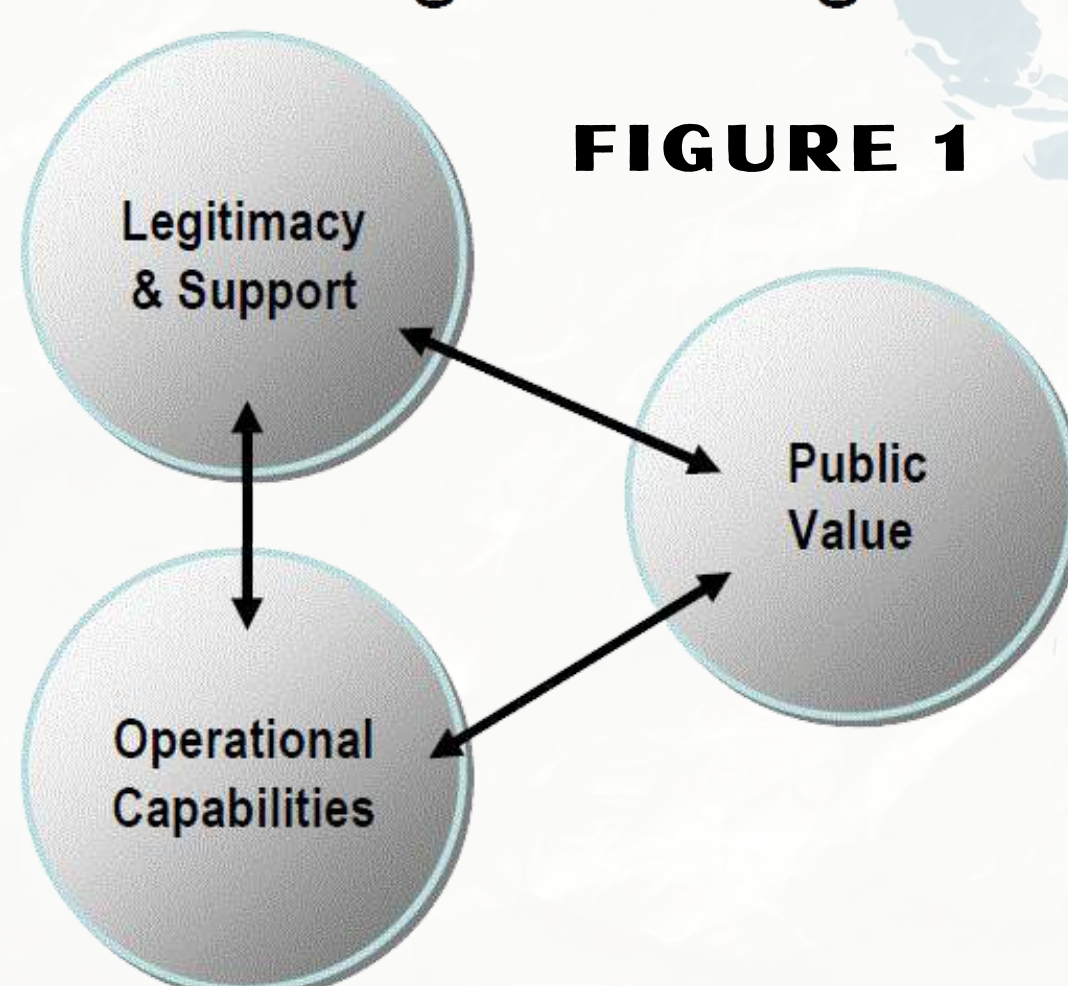 FIGURE 1
Legitimacy
& Support
Public
Value
Operational
Capabilities